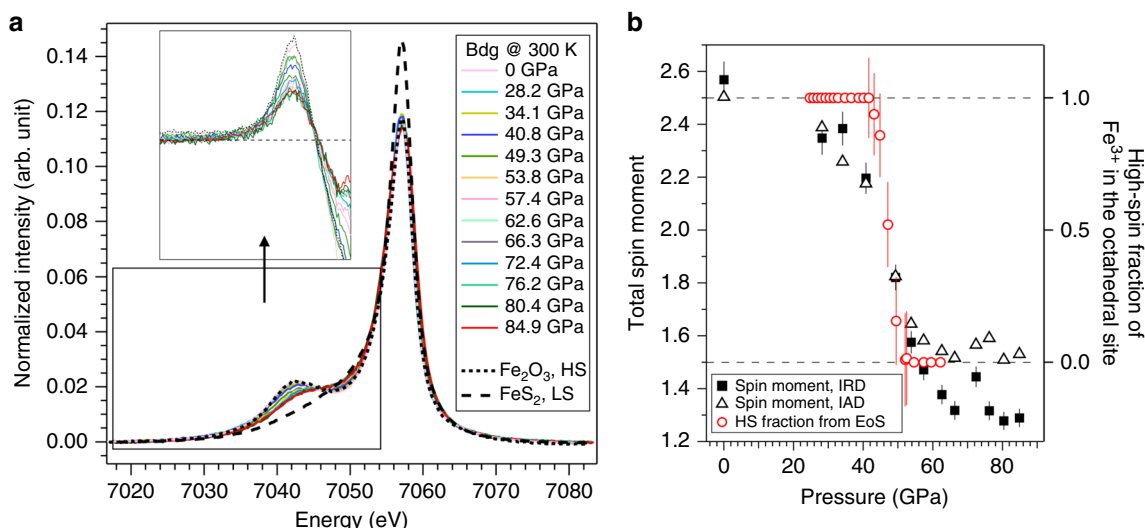 a
Normalized intensity (arb. unit)
0.14
0.12
0.10
0.08
0.06
0.04
0.02
0.00
7020
7030
7040
7050
7060
7070
7080
Energy (eV)
Bdg @ 300 K
0 GPa
28.2 GPa
34.1 GPa
40.8 GPa
49.3 GPa
53.8 GPa
57.4 GPa
62.6 GPa
66.3 GPa
72.4 GPa
76.2 GPa
80.4 GPa
84.9 GPa
Fe₂O₃, HS
FeS₂, LS
b
Total spin moment
2.6
2.4
2.2
2.0
1.8
1.6
1.4
1.2
0
20
40
60
80
Pressure (GPa)
1.0
0.5
0.0
High-spin fraction of
Fe³⁺ in the octahedral site
Spin moment, IRD
Spin moment, IAD
HS fraction from EoS